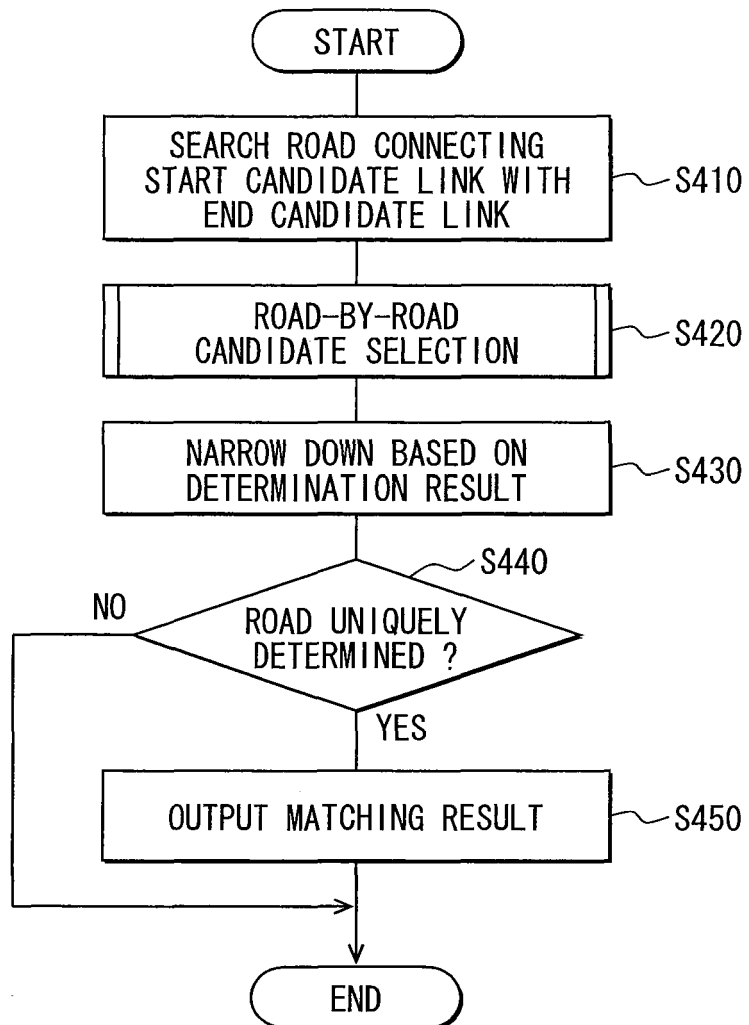 START
SEARCH ROAD CONNECTING
START CANDIDATE LINK WITH
END CANDIDATE LINK
S410
ROAD-BY-ROAD
CANDIDATE SELECTION
S420
NARROW DOWN BASED ON
DETERMINATION RESULT
S430
S440
NO
ROAD UNIQUELY
DETERMINED ?
YES
OUTPUT MATCHING RESULT
S450
END